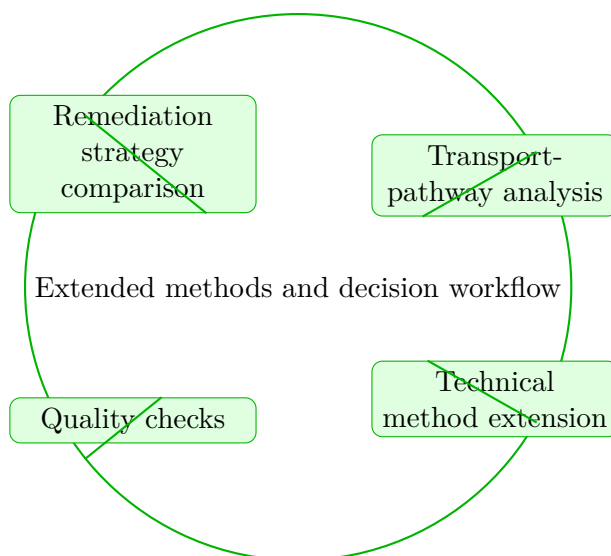 Remediation
strategy
comparison
Transport-
pathway analysis
Extended methods and decision workflow
Quality checks
Technical
method extension